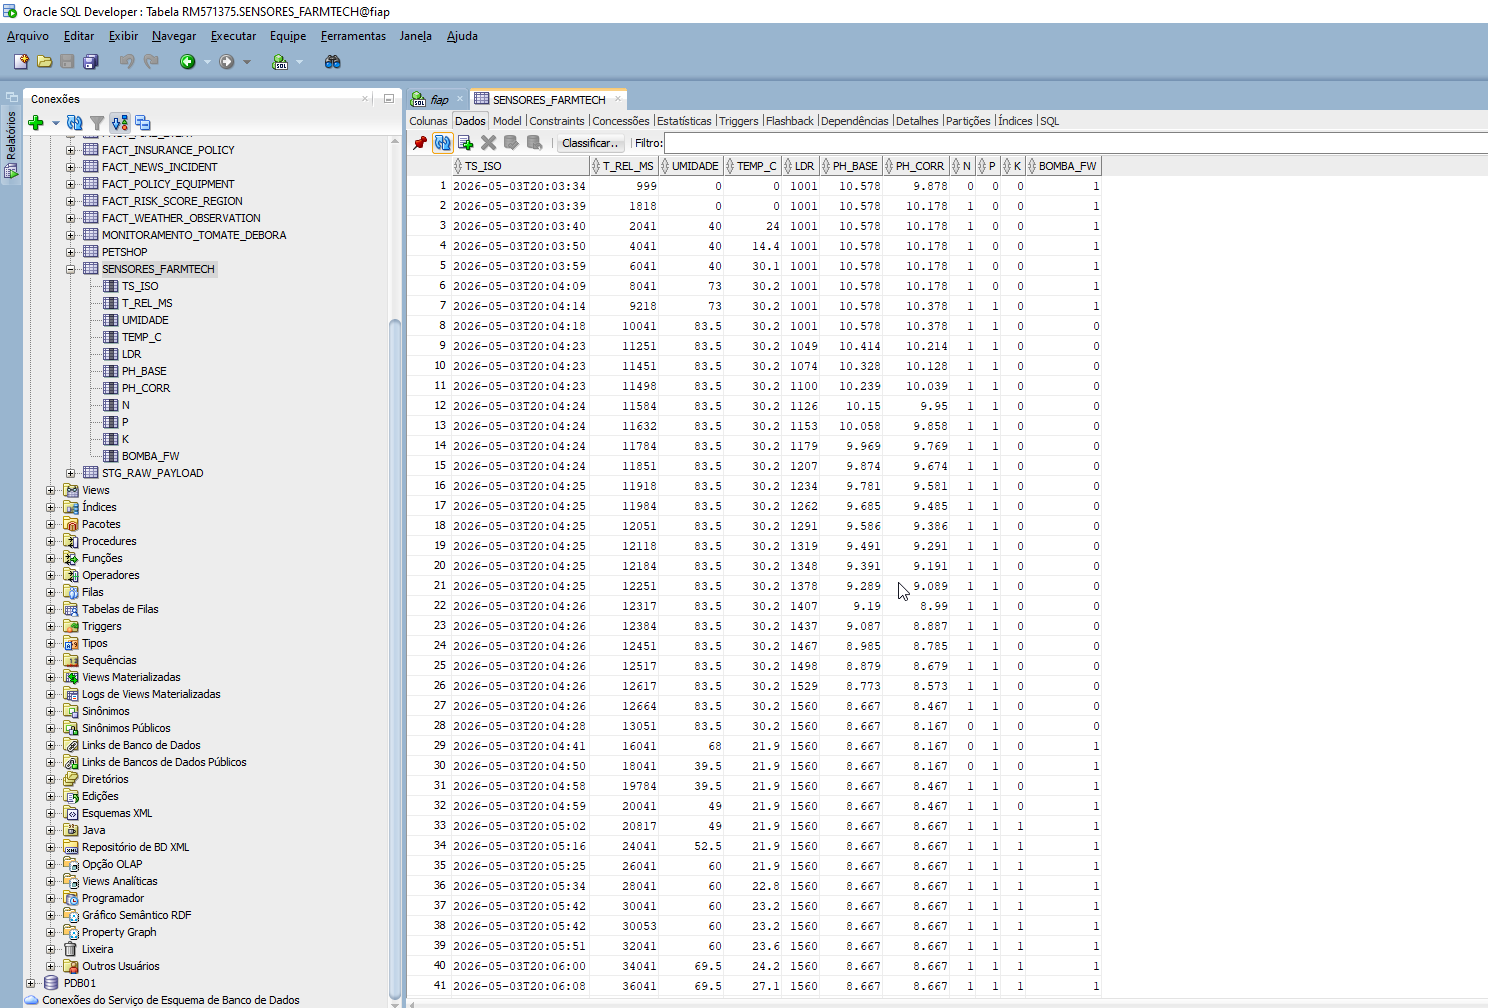 Oracle SQL Developer : Tabela RM571375.SENSORES_FARMTECH@fiap
Arquivo Editar Exibir Navegar Executar Equipe Ferramentas Janela Ajuda
Relatórios
Conexões
FACT_INSURANCE_POLICY
FACT_NEWS_INCIDENT
FACT_POLICY_EQUIPMENT
FACT_RISK_SCORE_REGION
FACT_WEATHER_OBSERVATION
MONITORAMENTO_TOMATE_DEBORA
PETSHOP
SENSORES_FARMTECH
TS_ISO
T_REL_MS
UMIDADE
TEMP_C
LDR
PH_BASE
PH_CORR
N
P
K
BOMBA_FW
STG_RAW_PAYLOAD
Views
Índices
Pacotes
Procedures
Funções
Operadores
Filas
Tabelas de Filas
Triggers
Tipos
Sequências
Views Materializadas
Logs de Views Materializadas
Sinônimos
Sinônimos Públicos
Links de Banco de Dados
Links de Bancos de Dados Públicos
Diretórios
Edições
Esquemas XML
Java
Repositório de BD XML
Opção OLAP
Views Analíticas
Programador
Gráfico Semântico RDF
Property Graph
Lixeira
Outros Usuários
PDB01
Conexões do Serviço de Esquema de Banco de Dados
fiap SENSORES_FARMTECH
Colunas Dados Model Constraints Concessões Estatísticas Triggers Flashback Dependências Detalhes Partições Índices SQL
Classificar.. Filtro:
TS_ISO T_REL_MS UMIDADE TEMP_C LDR PH_BASE PH_CORR N P K BOMBA_FW
1 2026-05-03T20:03:34 999 0 0 1001 10.578 9.878 0 0 0 1
2 2026-05-03T20:03:39 1818 0 0 1001 10.578 10.178 1 0 0 1
3 2026-05-03T20:03:40 2041 40 24 1001 10.578 10.178 1 0 0 1
4 2026-05-03T20:03:50 4041 40 14.4 1001 10.578 10.178 1 0 0 1
5 2026-05-03T20:03:59 6041 40 30.1 1001 10.578 10.178 1 0 0 1
6 2026-05-03T20:04:09 8041 73 30.2 1001 10.578 10.178 1 0 0 1
7 2026-05-03T20:04:14 9218 73 30.2 1001 10.578 10.378 1 1 0 1
8 2026-05-03T20:04:18 10041 83.5 30.2 1001 10.578 10.378 1 1 0 0
9 2026-05-03T20:04:23 11251 83.5 30.2 1049 10.414 10.214 1 1 0 0
10 2026-05-03T20:04:23 11451 83.5 30.2 1074 10.328 10.128 1 1 0 0
11 2026-05-03T20:04:23 11498 83.5 30.2 1100 10.239 10.039 1 1 0 0
12 2026-05-03T20:04:24 11584 83.5 30.2 1126 10.15 9.95 1 1 0 0
13 2026-05-03T20:04:24 11632 83.5 30.2 1153 10.058 9.858 1 1 0 0
14 2026-05-03T20:04:24 11784 83.5 30.2 1179 9.969 9.769 1 1 0 0
15 2026-05-03T20:04:24 11851 83.5 30.2 1207 9.874 9.674 1 1 0 0
16 2026-05-03T20:04:25 11918 83.5 30.2 1234 9.781 9.581 1 1 0 0
17 2026-05-03T20:04:25 11984 83.5 30.2 1262 9.685 9.485 1 1 0 0
18 2026-05-03T20:04:25 12051 83.5 30.2 1291 9.586 9.386 1 1 0 0
19 2026-05-03T20:04:25 12118 83.5 30.2 1319 9.491 9.291 1 1 0 0
20 2026-05-03T20:04:25 12184 83.5 30.2 1348 9.391 9.191 1 1 0 0
21 2026-05-03T20:04:25 12251 83.5 30.2 1378 9.289 9.089 1 1 0 0
22 2026-05-03T20:04:26 12317 83.5 30.2 1407 9.19 8.99 1 1 0 0
23 2026-05-03T20:04:26 12384 83.5 30.2 1437 9.087 8.887 1 1 0 0
24 2026-05-03T20:04:26 12451 83.5 30.2 1467 8.985 8.785 1 1 0 0
25 2026-05-03T20:04:26 12517 83.5 30.2 1498 8.879 8.679 1 1 0 0
26 2026-05-03T20:04:26 12617 83.5 30.2 1529 8.773 8.573 1 1 0 0
27 2026-05-03T20:04:26 12664 83.5 30.2 1560 8.667 8.467 1 1 0 0
28 2026-05-03T20:04:28 13051 83.5 30.2 1560 8.667 8.167 0 1 0 0
29 2026-05-03T20:04:41 16041 68 21.9 1560 8.667 8.167 0 1 0 1
30 2026-05-03T20:04:50 18041 39.5 21.9 1560 8.667 8.167 0 1 0 1
31 2026-05-03T20:04:58 19784 39.5 21.9 1560 8.667 8.467 1 1 0 1
32 2026-05-03T20:04:59 20041 49 21.9 1560 8.667 8.467 1 1 0 1
33 2026-05-03T20:05:02 20817 49 21.9 1560 8.667 8.667 1 1 1 1
34 2026-05-03T20:05:16 24041 52.5 21.9 1560 8.667 8.667 1 1 1 1
35 2026-05-03T20:05:25 26041 60 21.9 1560 8.667 8.667 1 1 1 1
36 2026-05-03T20:05:34 28041 60 22.8 1560 8.667 8.667 1 1 1 1
37 2026-05-03T20:05:42 30041 60 23.2 1560 8.667 8.667 1 1 1 1
38 2026-05-03T20:05:42 30053 60 23.2 1560 8.667 8.667 1 1 1 1
39 2026-05-03T20:05:51 32041 60 23.6 1560 8.667 8.667 1 1 1 1
40 2026-05-03T20:06:00 34041 69.5 24.2 1560 8.667 8.667 1 1 1 1
41 2026-05-03T20:06:08 36041 69.5 27.1 1560 8.667 8.667 1 1 1 1